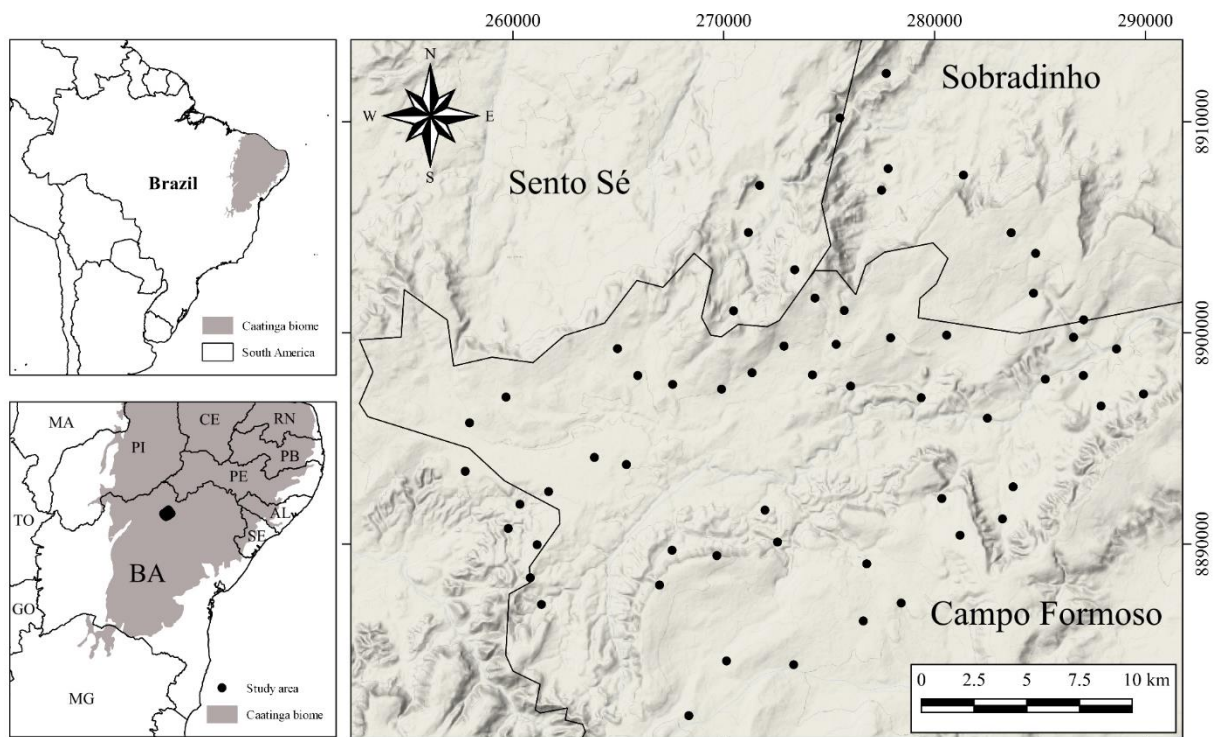 Brazil
Caatinga biome
South America
MA
PI
CE
RN
PB
PE
AL
SE
TO
BA
GO
MG
Study area
Caatinga biome
260000
270000
280000
290000
N
W
E
S
Sobradinho
Sento Sé
Campo Formoso
8910000
8900000
8890000
0
2.5
5
7.5
10 km